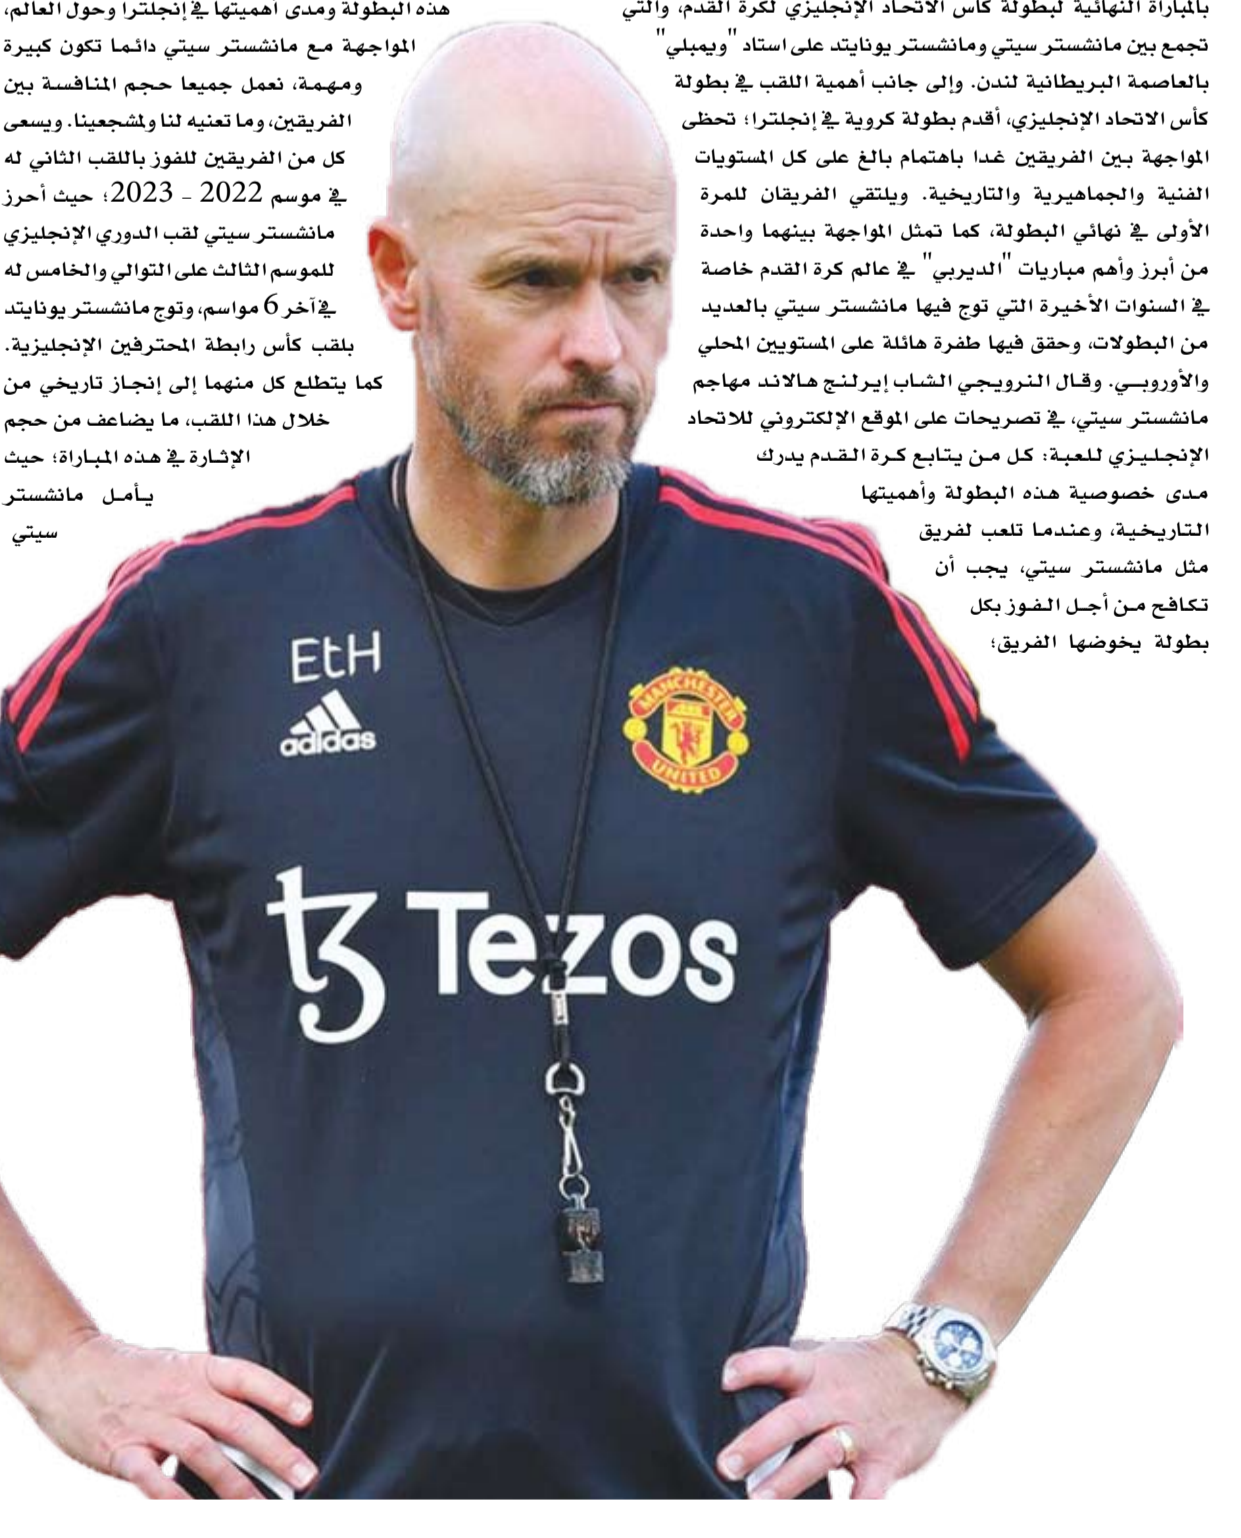 بالمباراة النهائية لبطولة كأس الاتحاد الإنجليزي لكرة القدم، والتي
تجمع بين مانشستر سيتي ومانشستر يونايتد على استاد "ويمبلي"
بالعاصمة البريطانية لندن. وإلى جانب أهمية اللقب في بطولة
كأس الاتحاد الإنجليزي، أقدم بطولة كروية في إنجلترا؛ تحظى
المواجهة بين الفريقين غدا باهتمام بالغ على كل المستويات
الفنية والجماهيرية والتاريخية. ويلتقي الفريقان للمرة
الأولى في نهائي البطولة، كما تمثل المواجهة بينهما واحدة
من أبرز وأهم مباريات "الديربي" في عالم كرة القدم خاصة
في السنوات الأخيرة التي توج فيها مانشستر سيتي بالعديد
من البطولات، وحقق فيها طفرة هائلة على المستويين المحلي
والأوروبــي. وقال النرويجي الشاب إيرلنج هالاند مهاجم
مانشستر سيتي، في تصريحات على الموقع الإلكتروني للاتحاد
الإنجليزي للعبة: كل من يتابع كرة القدم يدرك
مدى خصوصية هذه البطولة وأهميتها
التاريخية، وعندما تلعب لفريق
مثل مانشستر سيتي، يجب أن
تكافح من أجل الفوز بكل
بطولة يخوضها الفريق؛
هذه البطولة ومدى أهميتها في إنجلترا وحول العالم،
المواجهة مع مانشستر سيتي دائما تكون كبيرة
ومهمة، نعمل جميعا حجم المنافسة بين
الفريقين، وما تعنيه لنا ولمشجعينا. ويسعى
كل من الفريقين للفوز باللقب الثاني له
في موسم 2022 - 2023؛ حيث أحرز
مانشستر سيتي لقب الدوري الإنجليزي
للموسم الثالث على التوالي والخامس له
في آخر 6 مواسم، وتوج مانشستر يونايتد
بلقب كأس رابطة المحترفين الإنجليزية.
كما يتطلع كل منهما إلى إنجاز تاريخي من
خلال هذا اللقب، ما يضاعف من حجم
الإثارة في هذه المباراة؛ حيث
يأمل مانشستر
سيتي
EtH
adidas
MANCHESTER
UNITED
Tezos